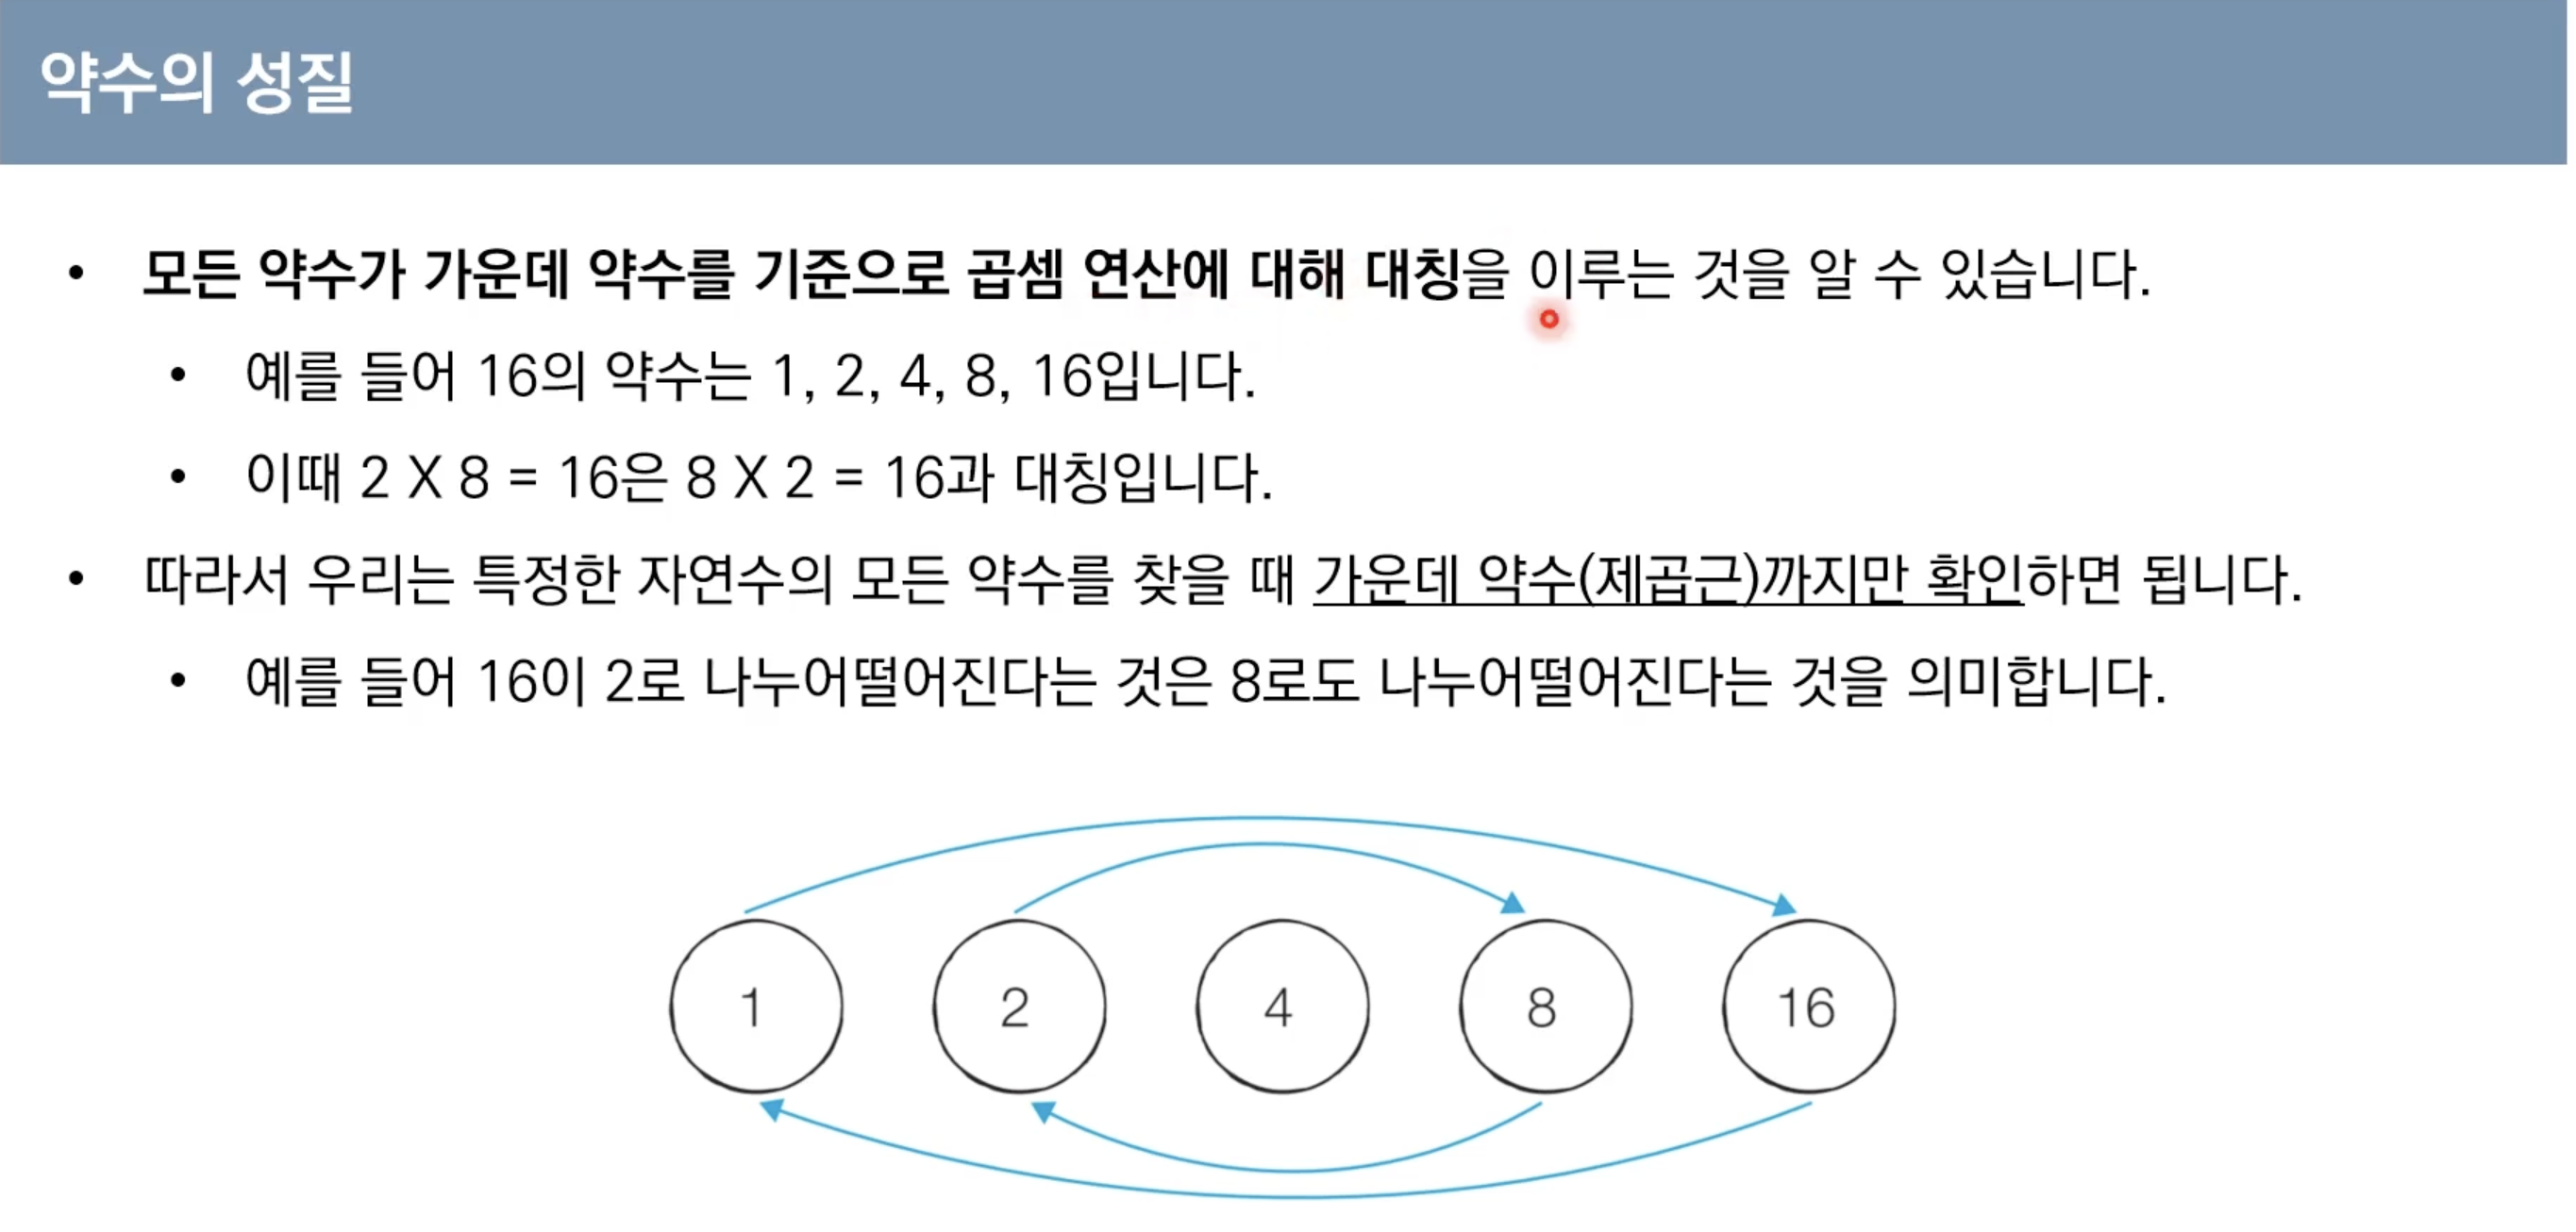 약수의 성질
• 모든 약수가 가운데 약수를 기준으로 곱셈 연산에 대해 대칭을 이루는 것을 알 수 있습니다.
• 예를 들어 16의 약수는 1, 2, 4, 8, 16입니다.
• 이때 2 X 8 = 16은 8 X 2 = 16과 대칭입니다.
• 따라서 우리는 특정한 자연수의 모든 약수를 찾을 때 가운데 약수(제곱근)까지만 확인하면 됩니다.
• 예를 들어 16이 2로 나누어떨어진다는 것은 8로도 나누어떨어진다는 것을 의미합니다.
1 2 4 8 16